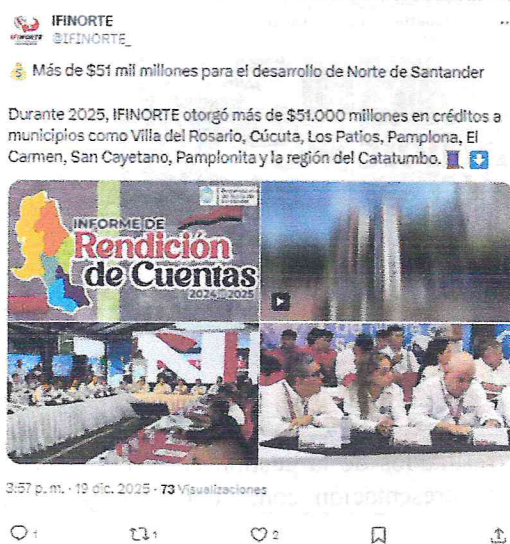 IFINORTE
@IFINORTE_
Más de $51 mil millones para el desarrollo de Norte de Santander
Durante 2025, IFINORTE otorgó más de $51.000 millones en créditos a
municipios como Villa del Rosario, Cúcuta, Los Patios, Pamplona, El
Carmen, San Cayetano, Pamplonita y la región del Catatumbo.
INFORME DE
Rendición
de Cuentas
2024-2025
3:57 p. m. · 19 dic. 2025 · 73 Visualizaciones
1 1 2